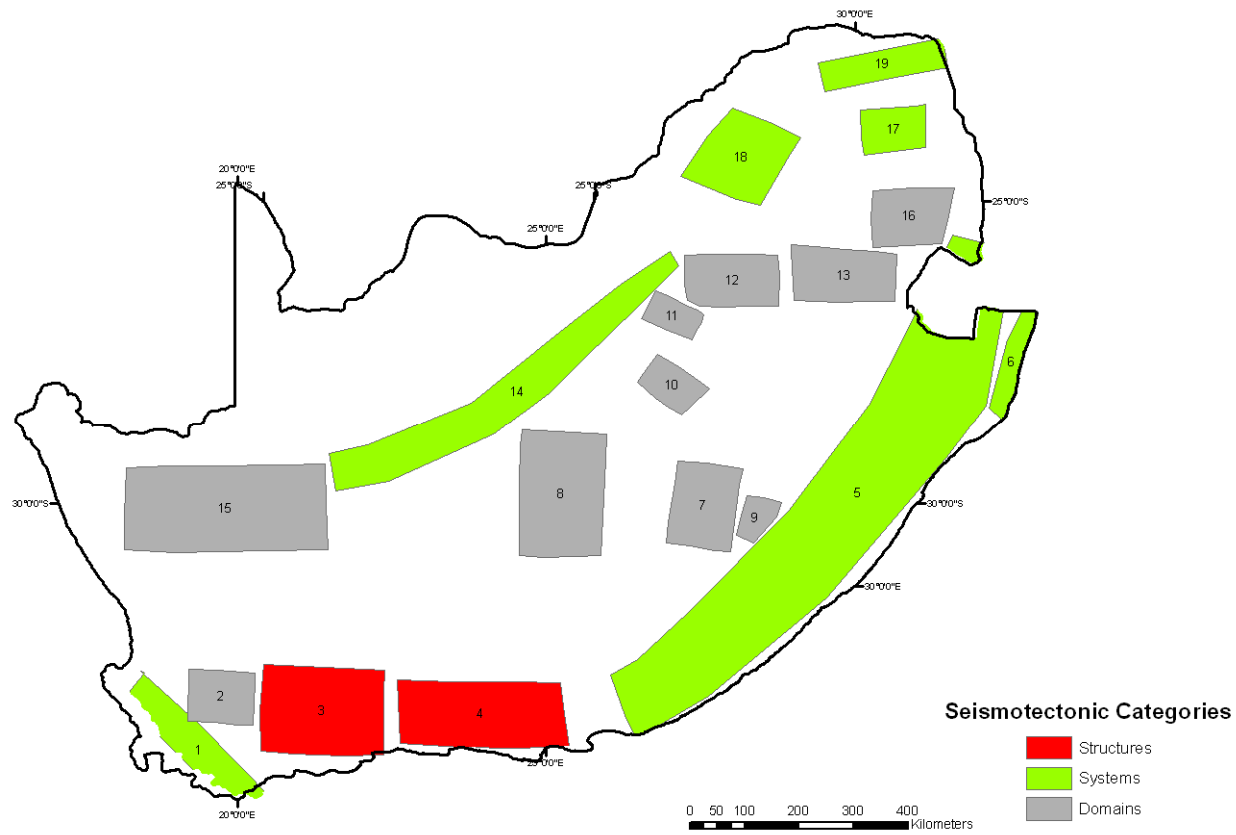 30°0'0"E
19
17
20°0'0"E
18
25°0'0"S
25°0'0"S
25°0'0"S
16
25°0'0"E
12
13
11
6
10
14
5
8
30°0'0"S
7
30°0'0"S
15
9
30°0'0"E
2
3
4
Seismotectonic Categories
Structures
1
25°0'0"E
Systems
20°0'0"E
0 50 100 200 300 400
Kilometers
Domains